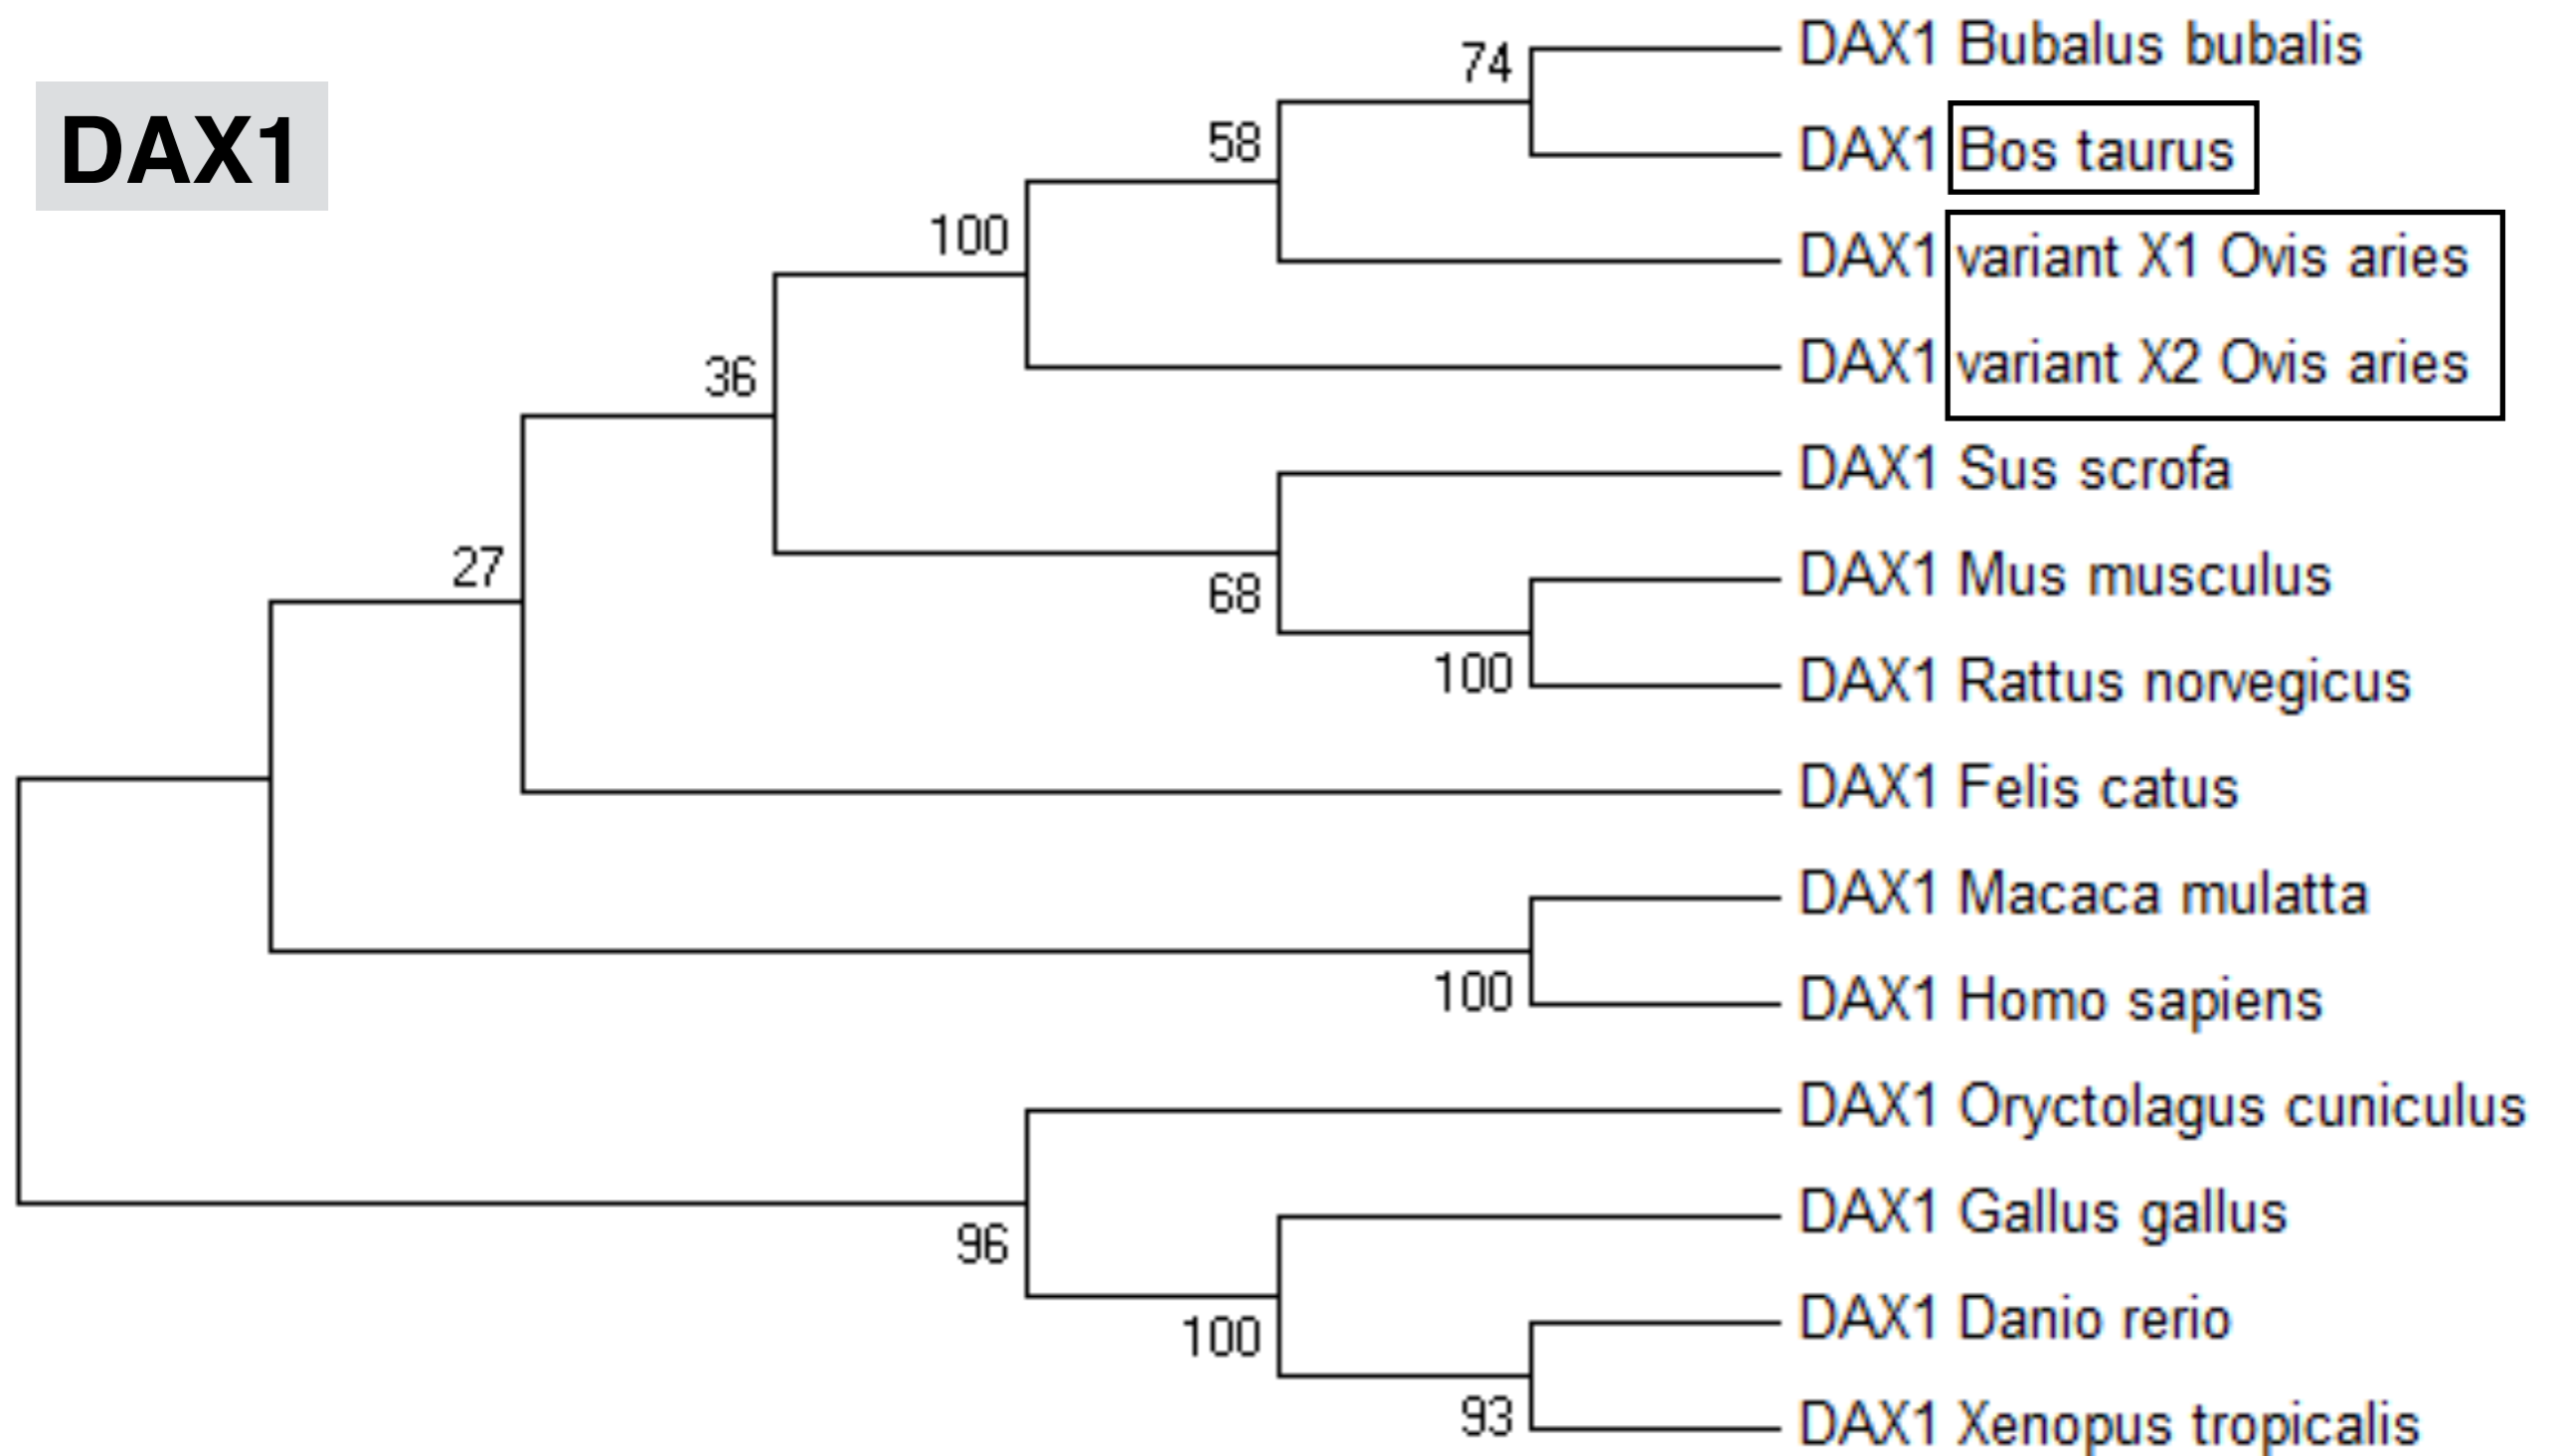 DAX1
74
58
100
36
27
68
100
100
96
100
93
DAX1 Bubalus bubalis
DAX1 Bos taurus
DAX1 variant X1 Ovis aries
DAX1 variant X2 Ovis aries
DAX1 Sus scrofa
DAX1 Mus musculus
DAX1 Rattus norvegicus
DAX1 Felis catus
DAX1 Macaca mulatta
DAX1 Homo sapiens
DAX1 Oryctolagus cuniculus
DAX1 Gallus gallus
DAX1 Danio rerio
DAX1 Xenopus tropicalis